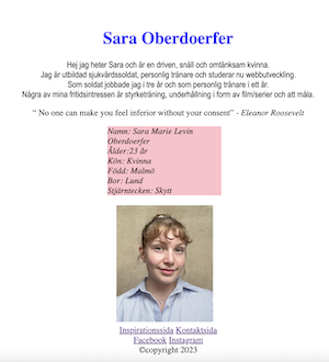 Sara Oberdoerfer
Hej jag heter Sara och är en driven, snäll och omtänksam kvinna.
Jag är utbildad sjukvårdssoldat, personlig tränare och studerar nu webbutveckling.
Som soldat jobbade jag i tre år och som personlig tränare i ett år.
Några av mina fritidsintressen är styrketräning, underhållning i form av film/serier och att måla.
“ No one can make you feel inferior without your consent” - Eleanor Roosevelt
Namn: Sara Marie Levin
Oberdoerfer
Ålder:23 år
Kön: Kvinna
Född: Malmö
Bor: Lund
Stjärntecken: Skytt
Inspirationssida Kontaktsida
Facebook Instagram
©copyright 2023